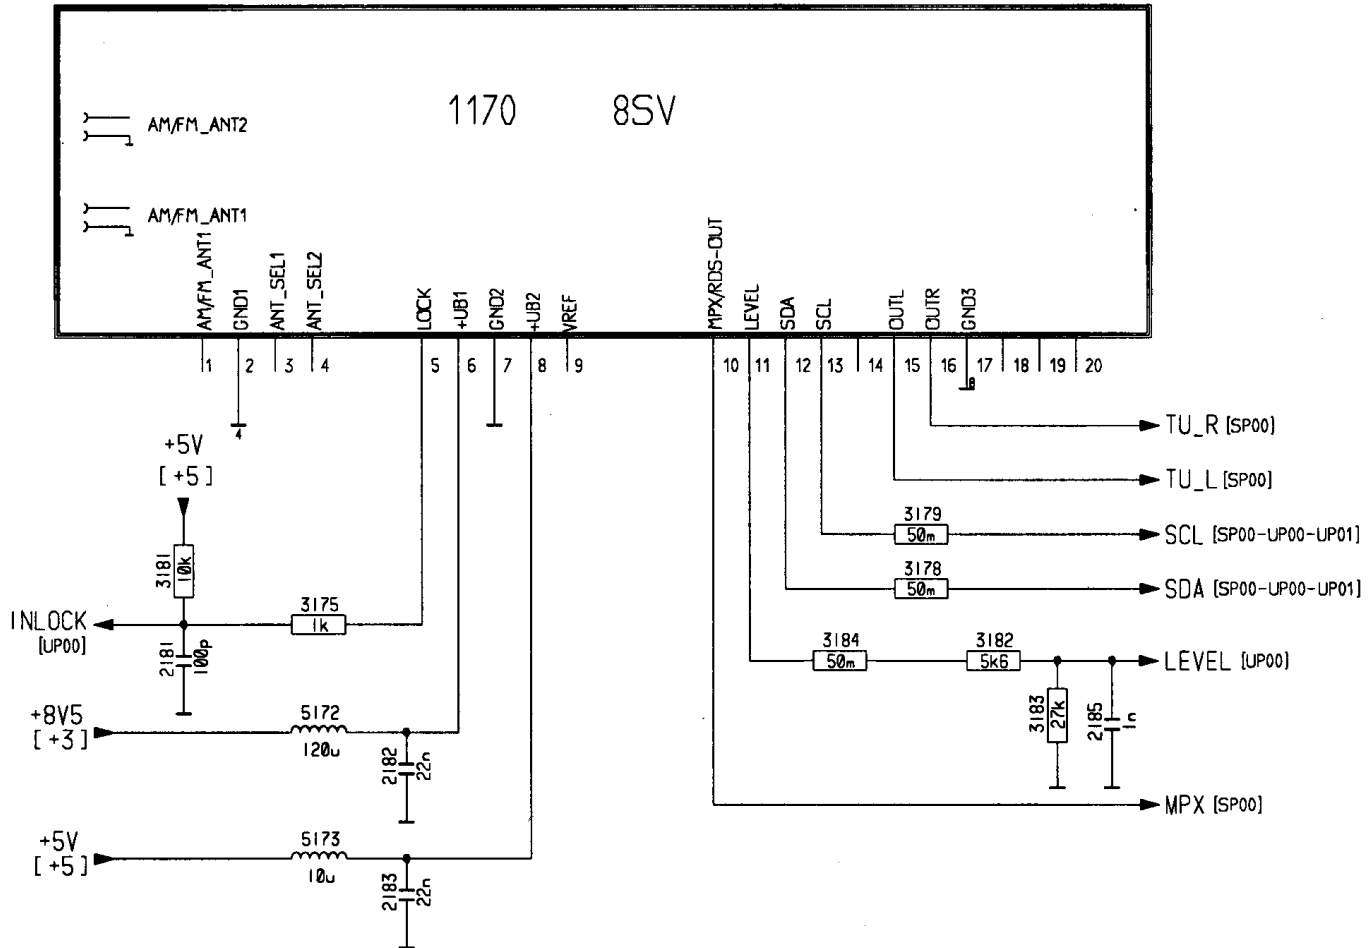 1170 8SV
AM/FM_ANT2
AM/FM_ANT1
AM/FM_ANT1
GND1
ANT_SEL1
ANT_SEL2
LOCK
+UB1
GND2
+UB2
VREF
MPX/RDS-OUT
LEVEL
SDA
SCL
OUTL
OUTR
GND3
1 2 3 4 5 6 7 8 9 10 11 12 13 14 15 16 17 18 19 20
4
8
TU_R [SP00]
TU_L [SP00]
3179
50m
SCL [SP00-UP00-UP01]
3178
50m
SDA [SP00-UP00-UP01]
3184
50m
3182
5k6
LEVEL [UP00]
3183
27k
2185
1n
MPX [SP00]
+5V
[ +5 ]
3181
10k
INLOCK
[UP00]
3175
1k
2181
100p
+8V5
[ +3 ]
5172
120u
2182
22n
+5V
[ +5 ]
5173
10u
2183
22n